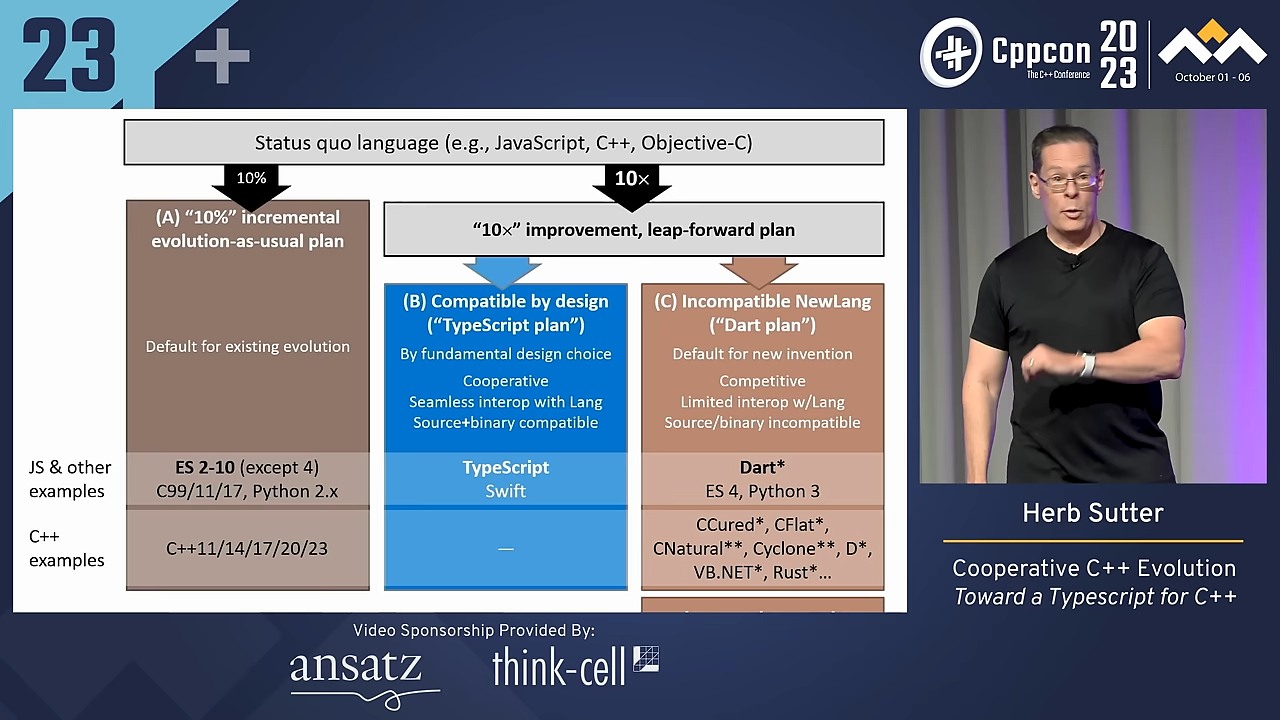 23
+
Cppcon
The C++ Conference
20
23
October 01 - 06
Status quo language (e.g., JavaScript, C++, Objective-C)
10%
10×
(A) “10%” incremental
evolution-as-usual plan
Default for existing evolution
“10×” improvement, leap-forward plan
(B) Compatible by design
(“TypeScript plan”)
By fundamental design choice
Cooperative
Seamless interop with Lang
Source+binary compatible
(C) Incompatible NewLang
(“Dart plan”)
Default for new invention
Competitive
Limited interop w/Lang
Source/binary incompatible
JS & other
examples
ES 2-10 (except 4)
C99/11/17, Python 2.x
TypeScript
Swift
Dart*
ES 4, Python 3
C++
examples
C++11/14/17/20/23
—
CCured*, CFlat*,
CNatural**, Cyclone**, D*,
VB.NET*, Rust*...
Herb Sutter
Cooperative C++ Evolution
Toward a Typescript for C++
Video Sponsorship Provided By:
ansatz
think-cell